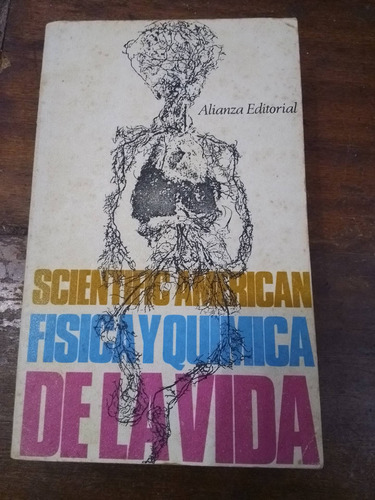 Alianza Editorial
SCIENTIFIC AMERICAN
FISICA Y QUIMICA
DE LA VIDA